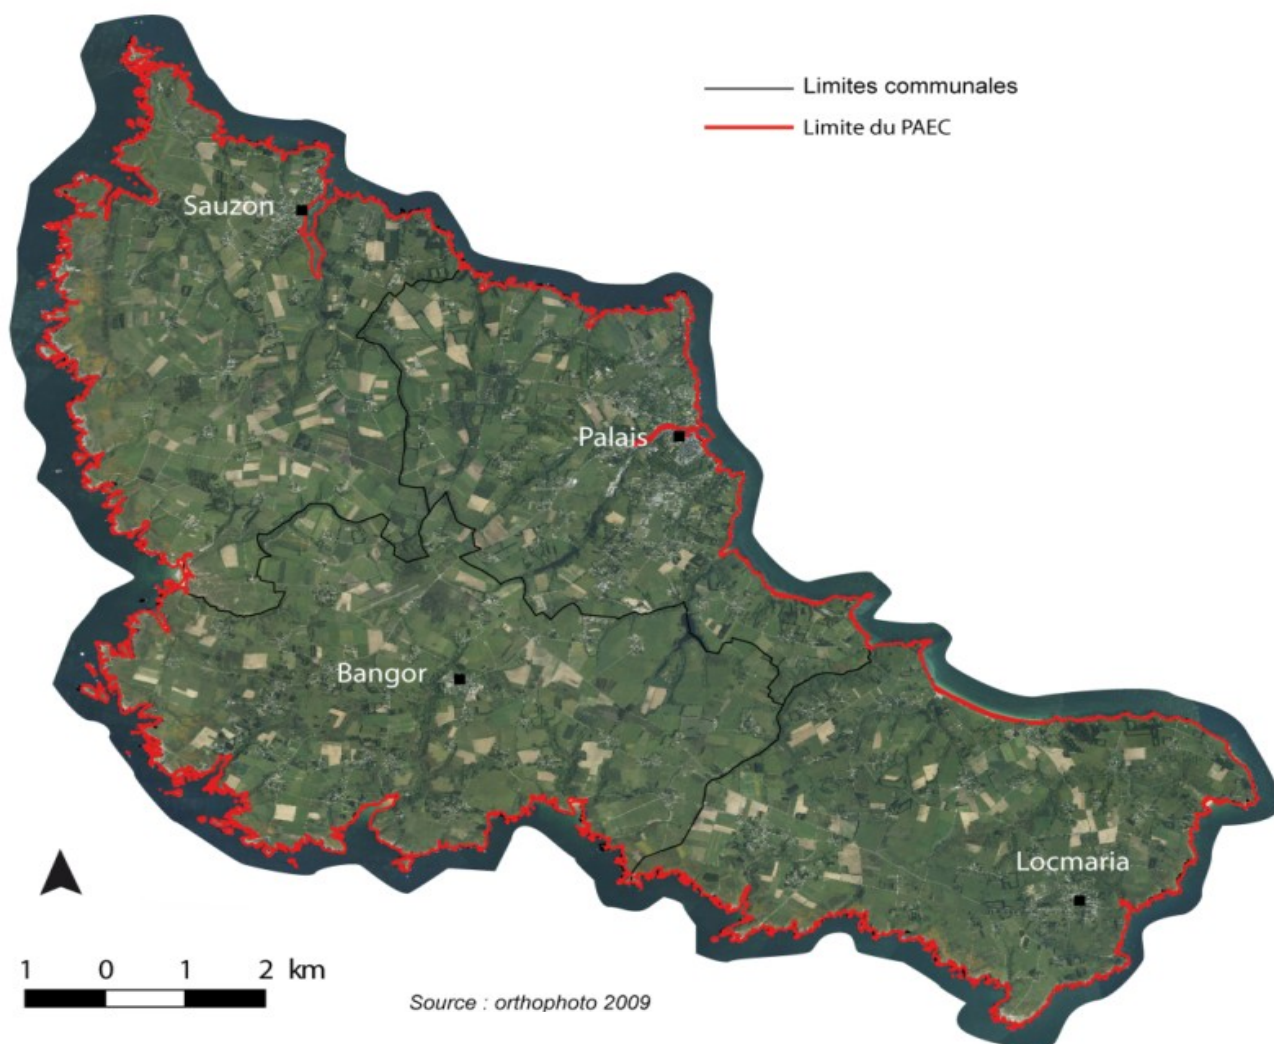 Limites communales
Limite du PAEC
Sauzon
Palais
Bangor
Locmaria
1 0 1 2 km
Source : orthophoto 2009